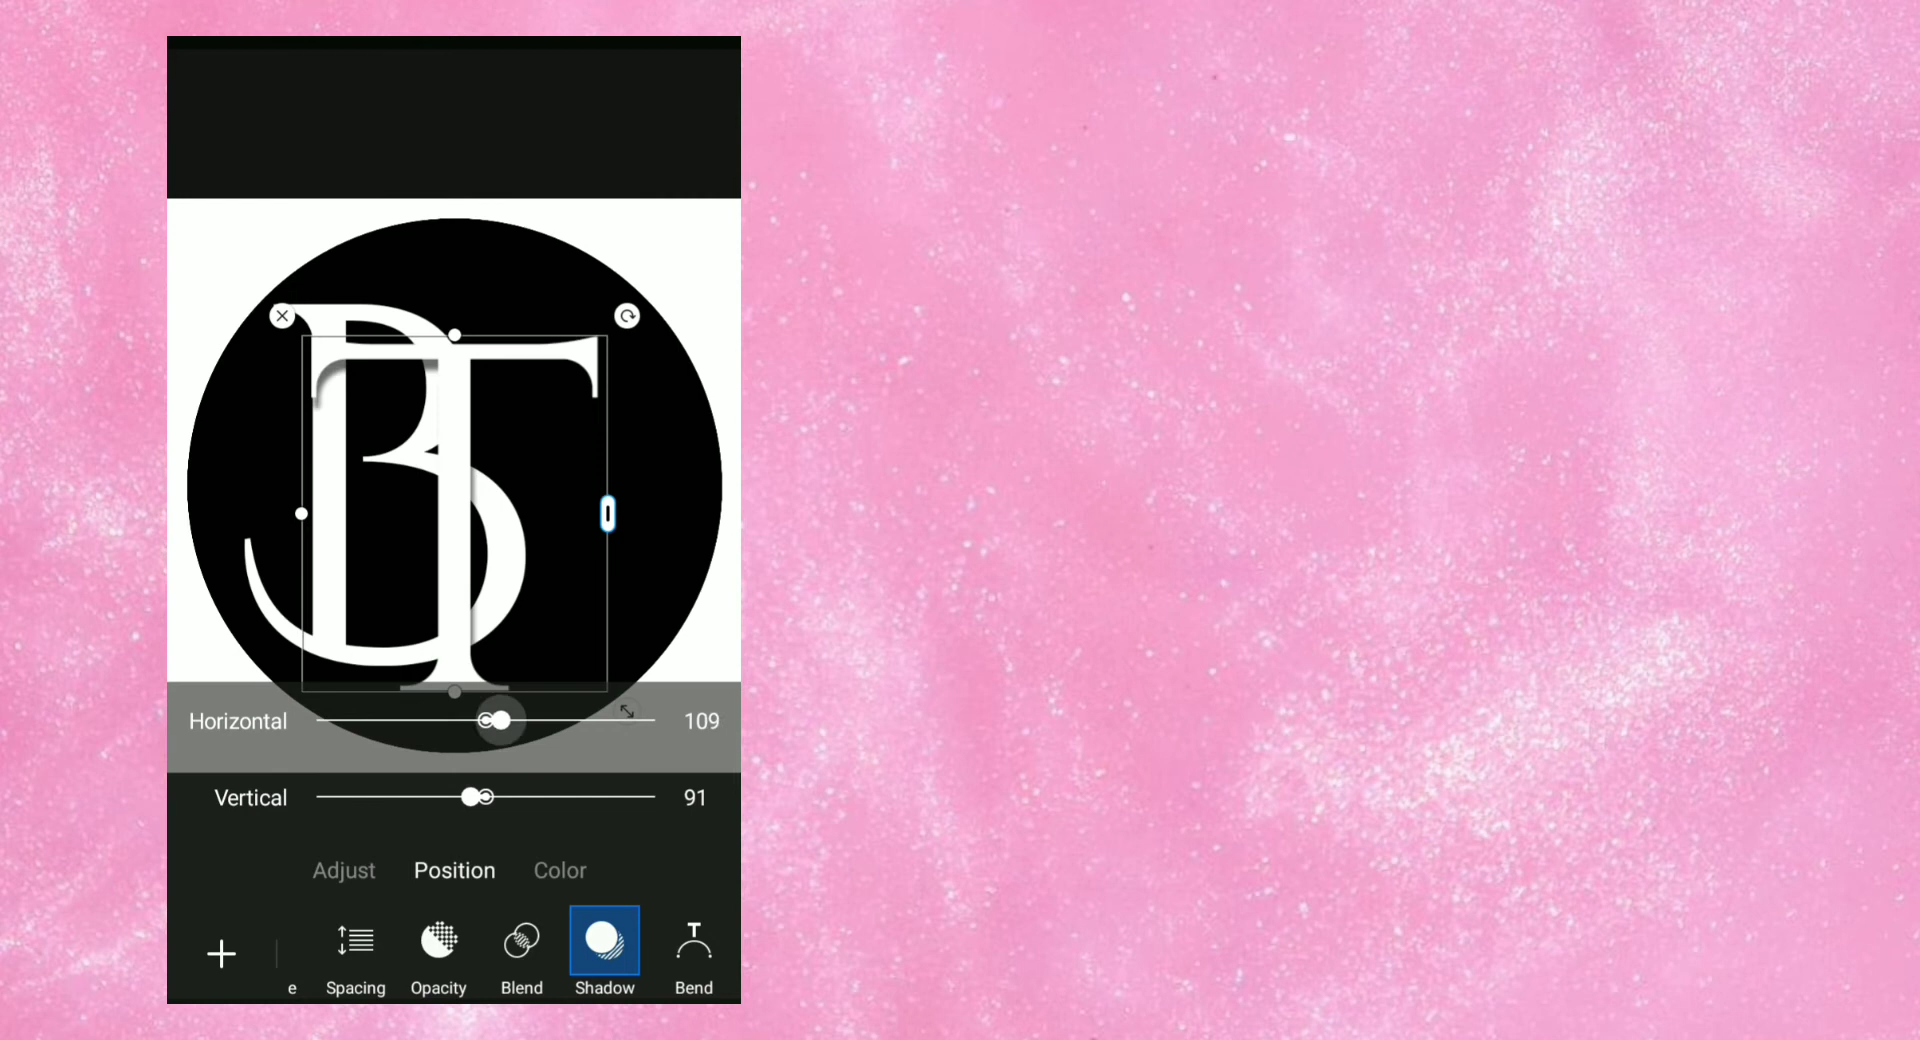 BT
Horizontal 109
Vertical 91
Adjust Position Color
e Spacing Opacity Blend Shadow Bend